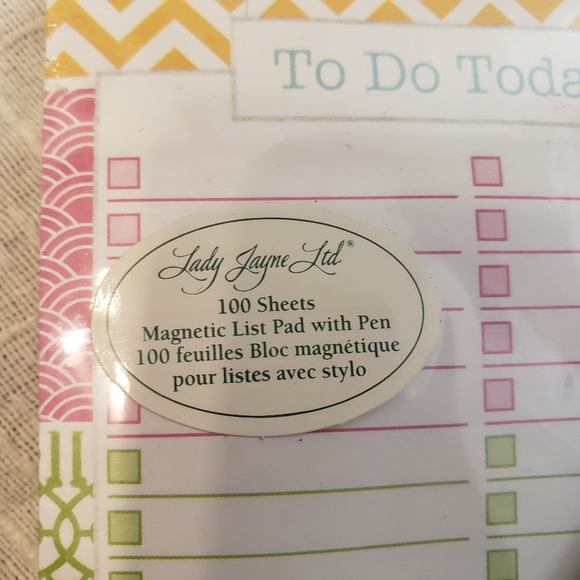 To Do Toda
Lady Jayne Ltd®
100 Sheets
Magnetic List Pad with Pen
100 feuilles Bloc magnétique
pour listes avec stylo